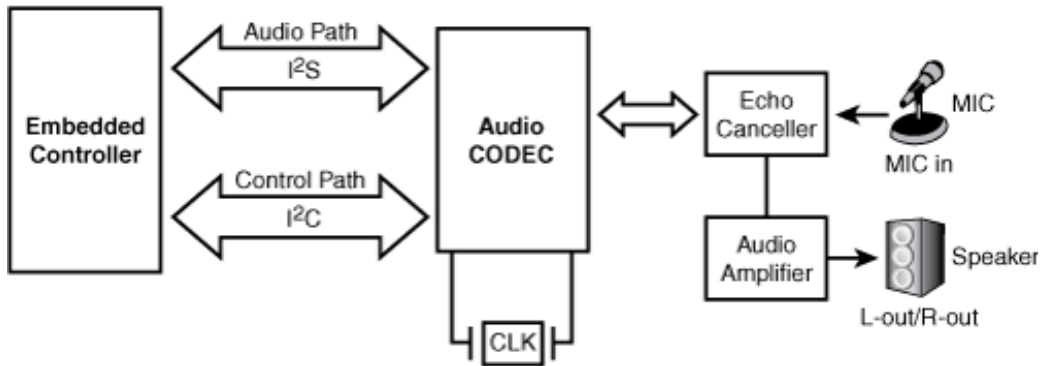 Embedded
Controller
Audio Path
I²S
Control Path
I²C
Audio
CODEC
CLK
Echo
Canceller
MIC
MIC in
Audio
Amplifier
Speaker
L-out/R-out